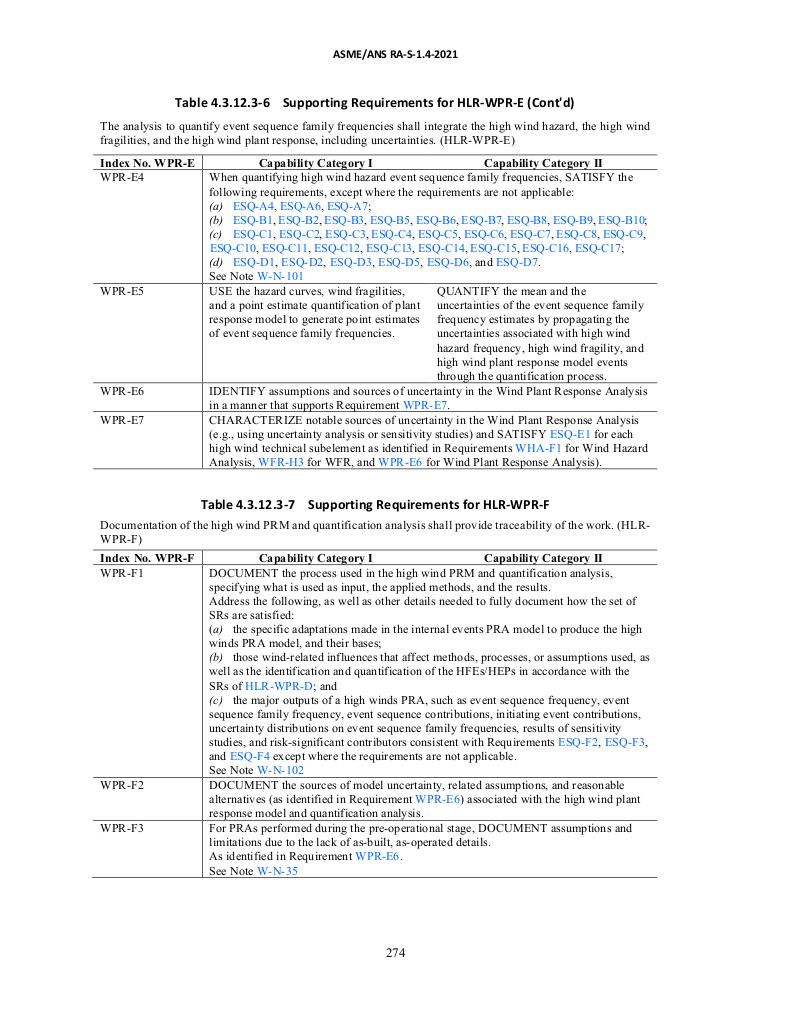 ASME/ANS RA-S-1.4-2021
Table 4.3.12.3-6 Supporting Requirements for HLR-WPR-E (Cont'd)
The analysis to quantify event sequence family frequencies shall integrate the high wind hazard, the high wind
fragilities, and the high wind plant response, including uncertainties. (HLR-WPR-E)
Index No. WPR-E Capability Category I Capability Category II
WPR-E4 When quantifying high wind hazard event sequence family frequencies, SATISFY the
following requirements, except where the requirements are not applicable:
(a) ESQ-A4, ESQ-A6, ESQ-A7;
(b) ESQ-B1, ESQ-B2, ESQ-B3, ESQ-B5, ESQ-B6, ESQ-B7, ESQ-B8, ESQ-B9, ESQ-B10;
(c) ESQ-C1, ESQ-C2, ESQ-C3, ESQ-C4, ESQ-C5, ESQ-C6, ESQ-C7, ESQ-C8, ESQ-C9,
ESQ-C10, ESQ-C11, ESQ-C12, ESQ-C13, ESQ-C14, ESQ-C15, ESQ-C16, ESQ-C17;
(d) ESQ-D1, ESQ-D2, ESQ-D3, ESQ-D5, ESQ-D6, and ESQ-D7.
See Note W-N-101
WPR-E5 USE the hazard curves, wind fragilities,
and a point estimate quantification of plant
response model to generate point estimates
of event sequence family frequencies.
QUANTIFY the mean and the
uncertainties of the event sequence family
frequency estimates by propagating the
uncertainties associated with high wind
hazard frequency, high wind fragility, and
high wind plant response model events
through the quantification process.
WPR-E6 IDENTIFY assumptions and sources of uncertainty in the Wind Plant Response Analysis
in a manner that supports Requirement WPR-E7.
WPR-E7 CHARACTERIZE notable sources of uncertainty in the Wind Plant Response Analysis
(e.g., using uncertainty analysis or sensitivity studies) and SATISFY ESQ-E1 for each
high wind technical subelement as identified in Requirements WHA-F1 for Wind Hazard
Analysis, WFR-H3 for WFR, and WPR-E6 for Wind Plant Response Analysis).
Table 4.3.12.3-7 Supporting Requirements for HLR-WPR-F
Documentation of the high wind PRM and quantification analysis shall provide traceability of the work. (HLR-
WPR-F)
Index No. WPR-F Capability Category I Capability Category II
WPR-F1 DOCUMENT the process used in the high wind PRM and quantification analysis,
specifying what is used as input, the applied methods, and the results.
Address the following, as well as other details needed to fully document how the set of
SRs are satisfied:
(a) the specific adaptations made in the internal events PRA model to produce the high
winds PRA model, and their bases;
(b) those wind-related influences that affect methods, processes, or assumptions used, as
well as the identification and quantification of the HFEs/HEPs in accordance with the
SRs of HLR-WPR-D; and
(c) the major outputs of a high winds PRA, such as event sequence frequency, event
sequence family frequency, event sequence contributions, initiating event contributions,
uncertainty distributions on event sequence family frequencies, results of sensitivity
studies, and risk-significant contributors consistent with Requirements ESQ-F2, ESQ-F3,
and ESQ-F4 except where the requirements are not applicable.
See Note W-N-102
WPR-F2 DOCUMENT the sources of model uncertainty, related assumptions, and reasonable
alternatives (as identified in Requirement WPR-E6) associated with the high wind plant
response model and quantification analysis.
WPR-F3 For PRAs performed during the pre-operational stage, DOCUMENT assumptions and
limitations due to the lack of as-built, as-operated details.
As identified in Requirement WPR-E6.
See Note W-N-35
274